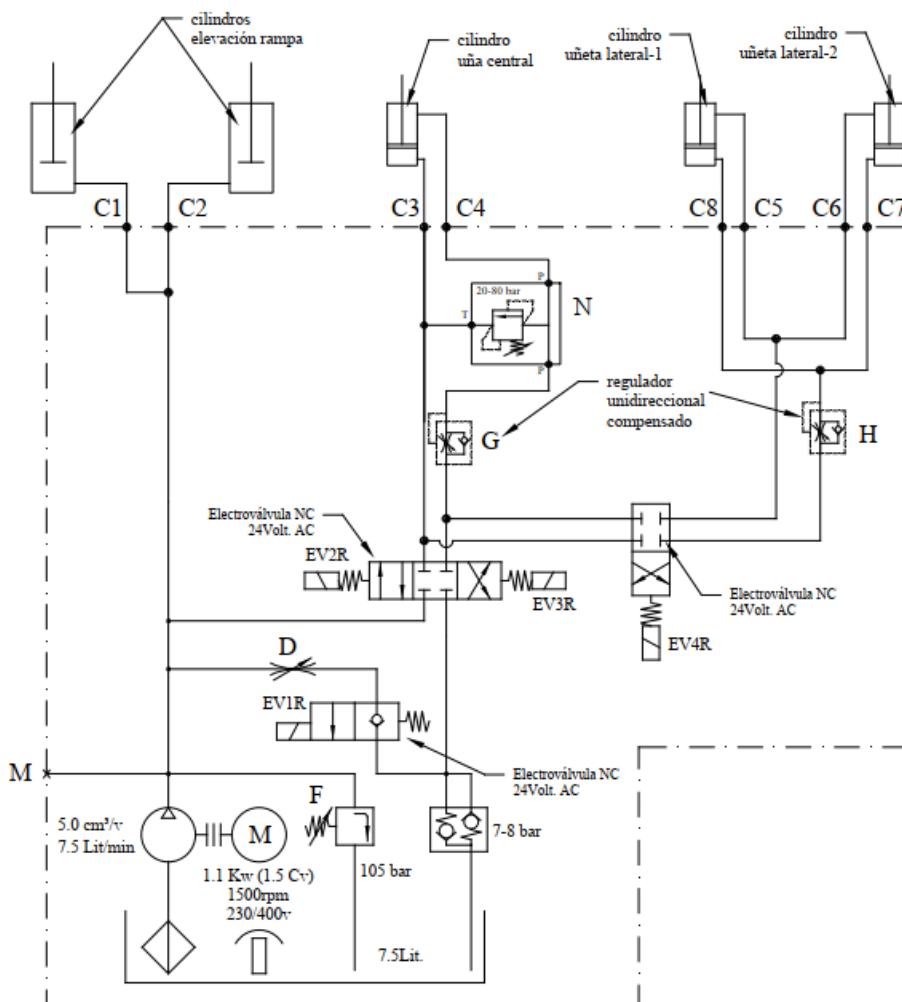 cilindros
elevación rampa
cilindro
uña central
cilindro
uñeta lateral-1
cilindro
uñeta lateral-2
C1
C2
C3
C4
C8
C5
C6
C7
P
20-80 bar
T
N
P
regulador
unidireccional
compensado
G
H
Electroválvula NC
24Volt. AC
EV2R
EV3R
Electroválvula NC
24Volt. AC
EV4R
D
EV1R
Electroválvula NC
24Volt. AC
M
F
5.0 cm³/v
7.5 Lit/min
M
7-8 bar
1.1 Kw (1.5 Cv)
1500rpm
230/400v
105 bar
7.5Lit.